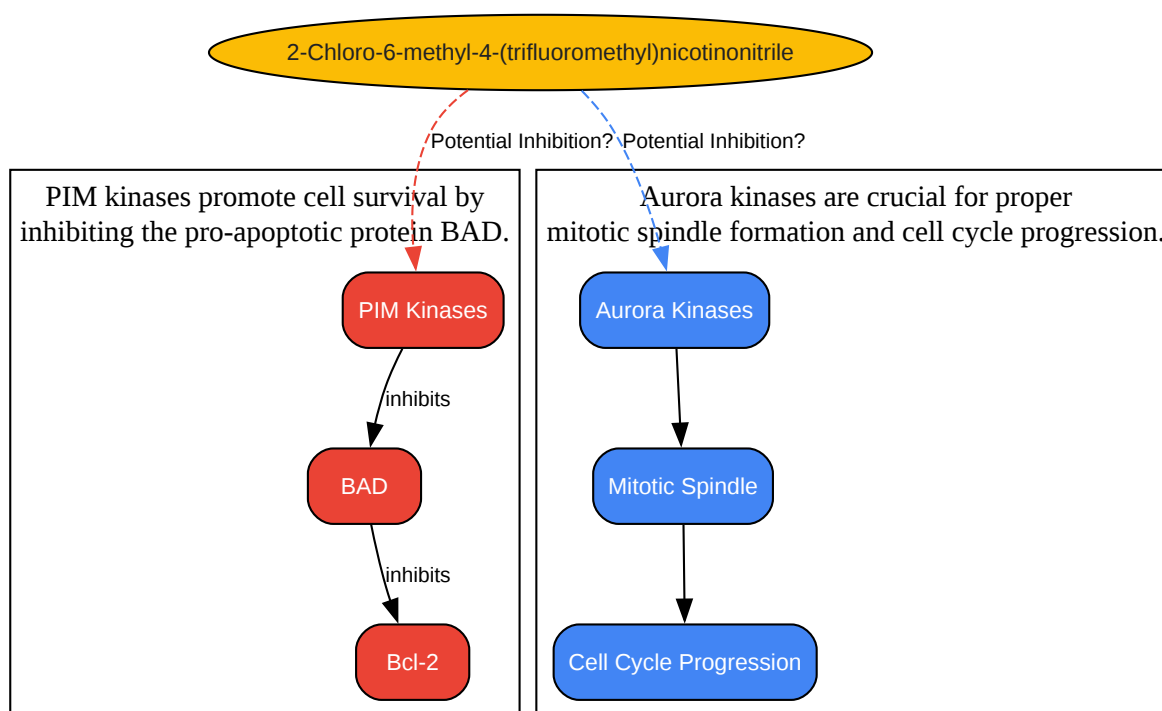 2-Chloro-6-methyl-4-(trifluoromethyl)nicotinonitrile
Potential Inhibition?
Potential Inhibition?
PIM kinases promote cell survival by
inhibiting the pro-apoptotic protein BAD.
PIM Kinases
inhibits
BAD
inhibits
Bcl-2
Aurora kinases are crucial for proper
mitotic spindle formation and cell cycle progression.
Aurora Kinases
Mitotic Spindle
Cell Cycle Progression